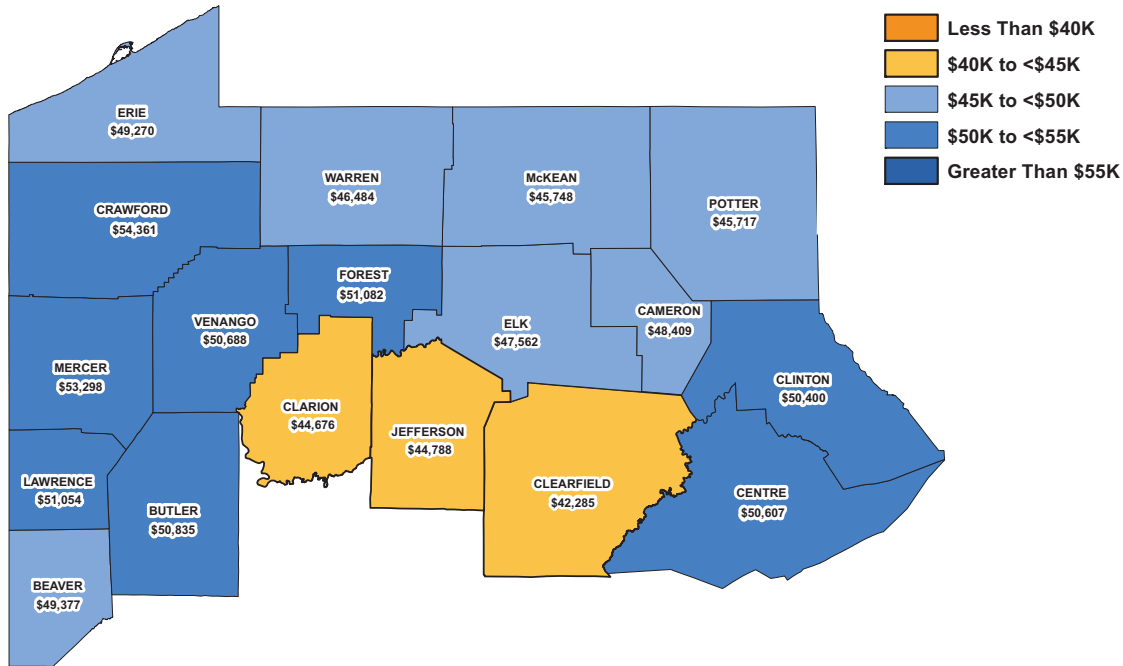 Less Than $40K
$40K to <$45K
$45K to <$50K
$50K to <$55K
Greater Than $55K
ERIE
$49,270
WARREN
$46,484
McKEAN
$45,748
POTTER
$45,717
CRAWFORD
$54,361
FOREST
$51,082
VENANGO
$50,688
ELK
$47,562
CAMERON
$48,409
MERCER
$53,298
CLINTON
$50,400
CLARION
$44,676
JEFFERSON
$44,788
LAWRENCE
$51,054
CLEARFIELD
$42,285
CENTRE
$50,607
BUTLER
$50,835
BEAVER
$49,377